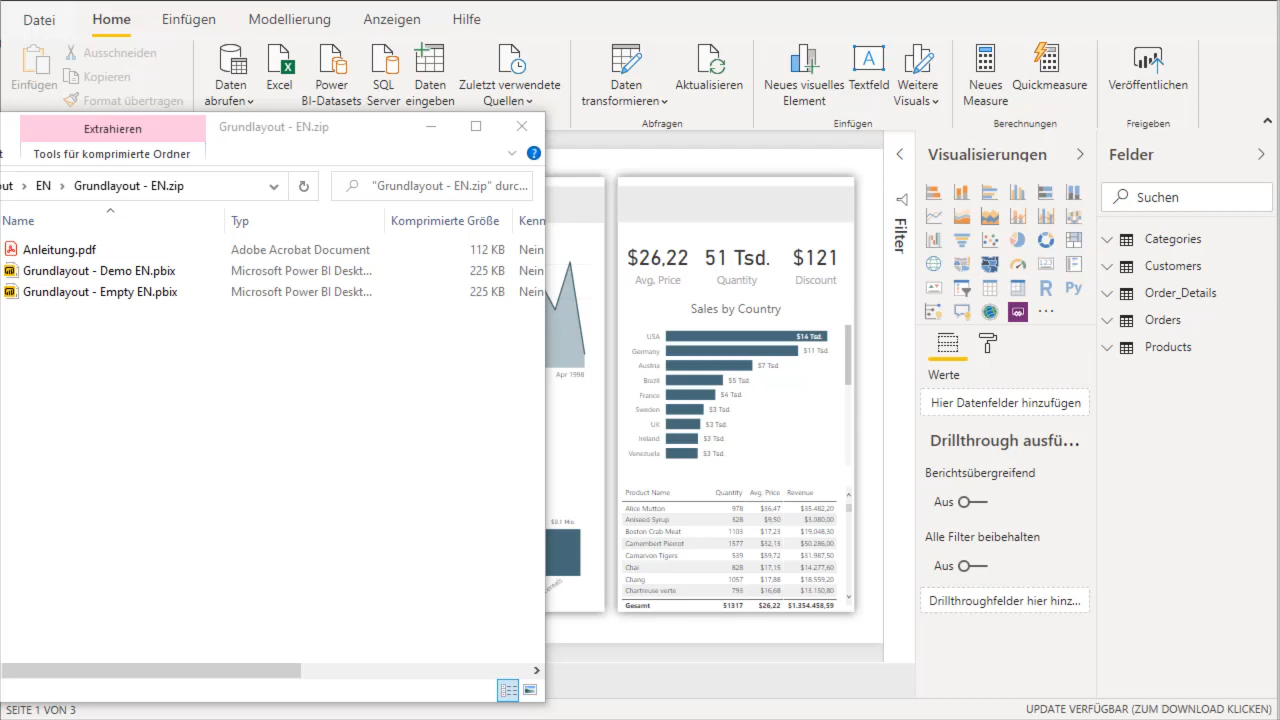 Datei Home Einfügen Modellierung Anzeigen Hilfe
Einfügen
Ausschneiden
Kopieren
Format übertragen
Daten abrufen
Excel
Power BI-Datasets
SQL Server
Daten eingeben
Zuletzt verwendete Quellen
Daten transformieren
Aktualisieren
Abfragen
Neues visuelles Element
Textfeld
Weitere Visuals
Einfügen
Neues Measure
Quickmeasure
Berechnungen
Veröffentlichen
Freigeben
Extrahieren
Grundlayout - EN.zip
t Tools für komprimierte Ordner
out > EN > Grundlayout - EN.zip
"Grundlayout - EN.zip" durc...
Name Typ Komprimierte Größe Kenn
Anleitung.pdf Adobe Acrobat Document 112 KB Nein
Grundlayout - Demo EN.pbix Microsoft Power BI Deskt... 225 KB Nein
Grundlayout - Empty EN.pbix Microsoft Power BI Deskt... 225 KB Nein
Apr 1998
$0.1 Mio.
$26,22 51 Tsd. $121
Avg. Price Quantity Discount
Sales by Country
USA $14 Tsd.
Germany $11 Tsd.
Austria $7 Tsd.
Brazil $5 Tsd.
France $4 Tsd.
Sweden $3 Tsd.
UK $3 Tsd.
Ireland $3 Tsd.
Venezuela $3 Tsd.
Product Name Quantity Avg. Price Revenue
Alice Mutton 978 $36,47 $35.482,20
Aniseed Syrup 328 $9,50 $3.080,00
Boston Crab Meat 1103 $17,23 $19.048,30
Camembert Pierrot 1577 $32,13 $50.286,00
Carnarvon Tigers 539 $59,72 $31.987,50
Chai 828 $17,15 $14.277,60
Chang 1057 $17,88 $18.559,20
Chartreuse verte 793 $16,68 $13.150,80
Gesamt 51317 $26,22 $1.354.458,59
Filter
Visualisierungen
R Py
Werte
Hier Datenfelder hinzufügen
Drillthrough ausfü...
Berichtsübergreifend
Aus
Alle Filter beibehalten
Aus
Drillthroughfelder hier hinz...
Felder
Suchen
Categories
Customers
Order_Details
Orders
Products
SEITE 1 VON 3
UPDATE VERFÜGBAR (ZUM DOWNLOAD KLICKEN)